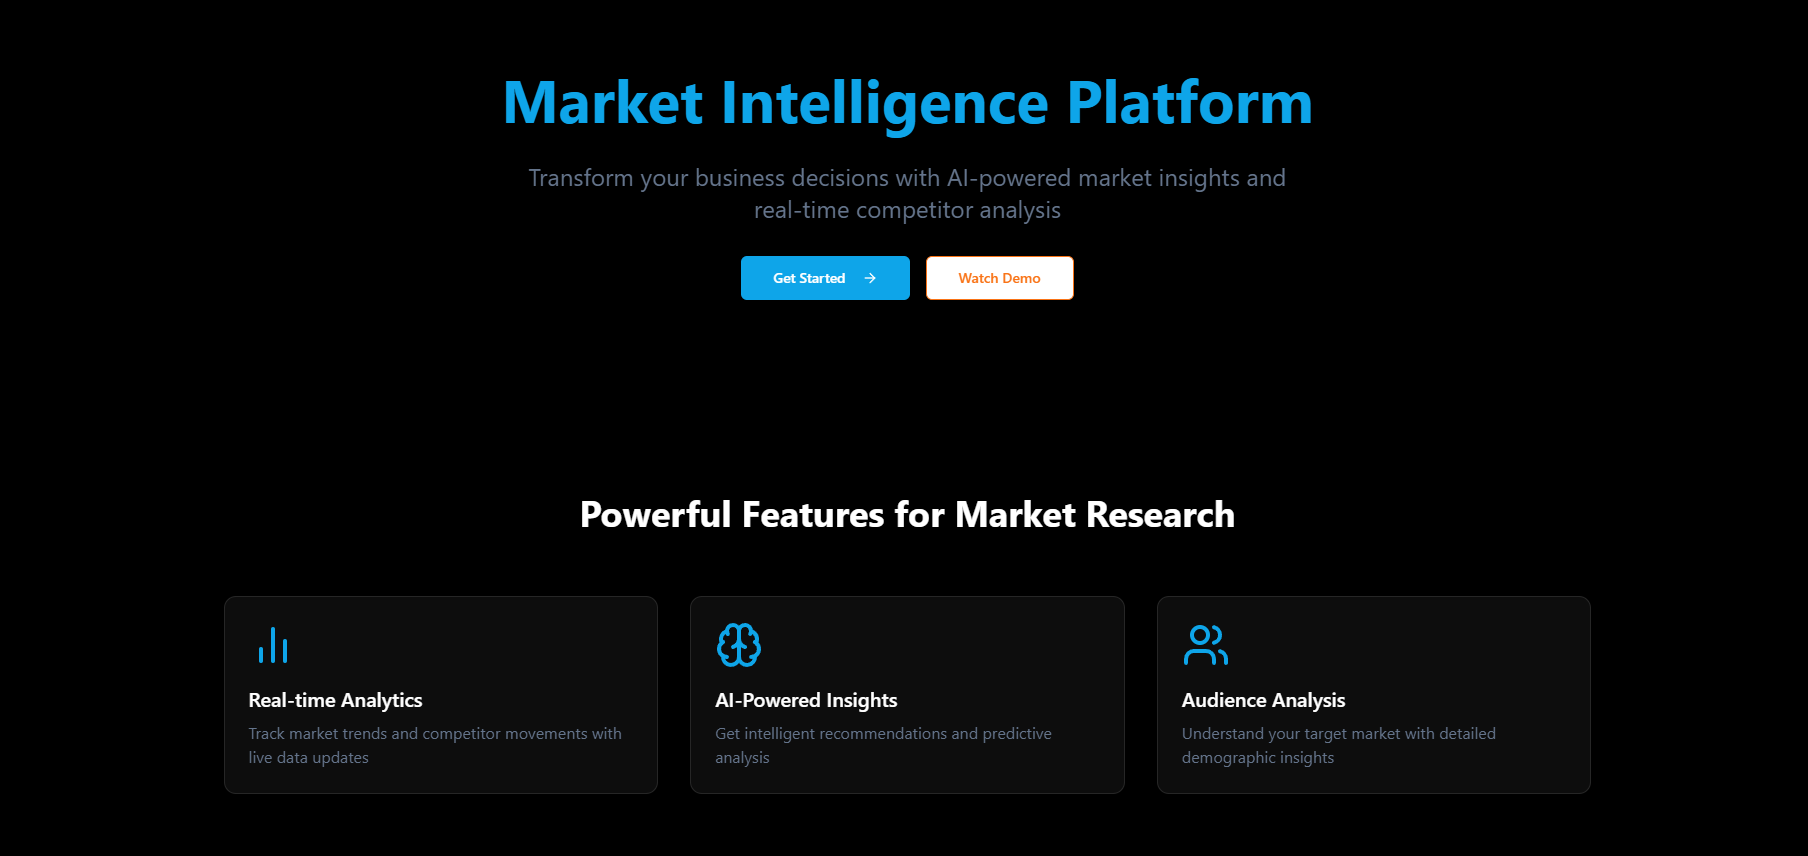 Market Intelligence Platform
Transform your business decisions with AI-powered market insights and
real-time competitor analysis
Get Started
Watch Demo
Powerful Features for Market Research
Real-time Analytics
Track market trends and competitor movements with
live data updates
AI-Powered Insights
Get intelligent recommendations and predictive
analysis
Audience Analysis
Understand your target market with detailed
demographic insights